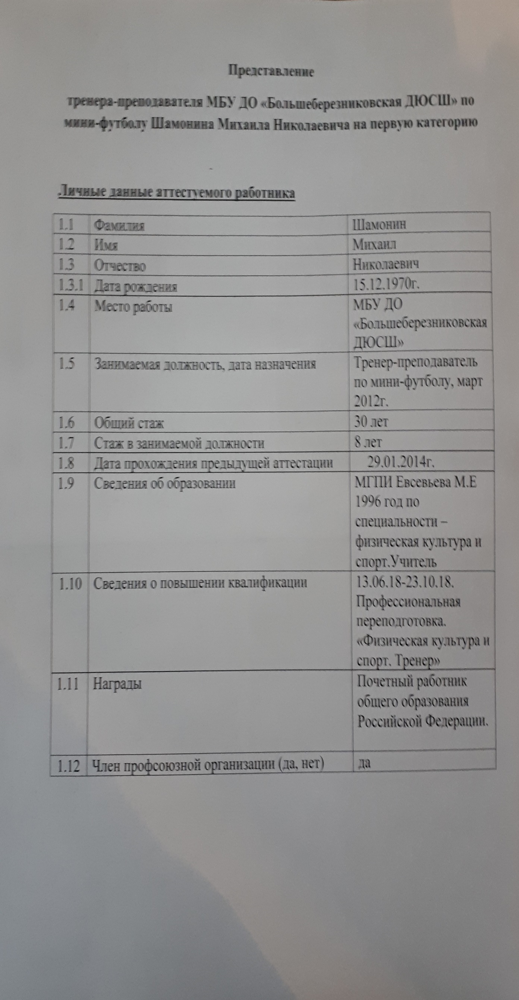 Представление
тренера-преподавателя МБУ ДО «Большеберезниковская ДЮСШ» по
мини-футболу Шамонина Михаила Николаевича на первую категорию
Личные данные аттестуемого работника
1.1 Фамилия Шамонин
1.2 Имя Михаил
1.3 Отчество Николаевич
1.3.1 Дата рождения 15.12.1970г.
1.4 Место работы МБУ ДО
«Большеберезниковская
ДЮСШ»
1.5 Занимаемая должность, дата назначения Тренер-преподаватель
по мини-футболу, март
2012г.
1.6 Общий стаж 30 лет
1.7 Стаж в занимаемой должности 8 лет
1.8 Дата прохождения предыдущей аттестации 29.01.2014г.
1.9 Сведения об образовании МГПИ Евсевьева М.Е
1996 год по
специальности –
физическая культура и
спорт.Учитель
1.10 Сведения о повышении квалификации 13.06.18-23.10.18.
Профессиональная
переподготовка.
«Физическая культура и
спорт. Тренер»
1.11 Награды Почетный работник
общего образования
Российской Федерации.
1.12 Член профсоюзной организации (да, нет) да